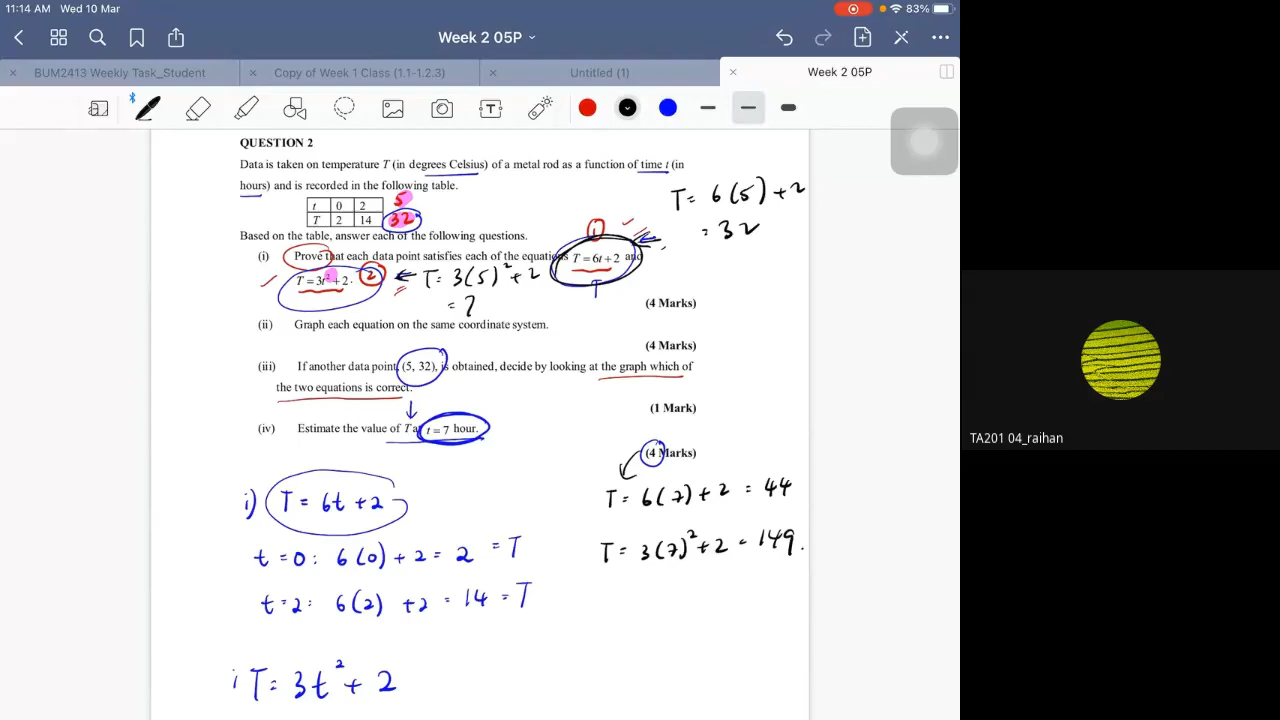 11:14 AM Wed 10 Mar
83%
Week 2 05P
BUM2413 Weekly Task_Student
Copy of Week 1 Class (1.1-1.2.3)
Untitled (1)
Week 2 05P
QUESTION 2
Data is taken on temperature T (in degrees Celsius) of a metal rod as a function of time t (in
hours) and is recorded in the following table.
t 0 2 5
T 2 14 32
T = 6(5) + 2
= 32
Based on the table, answer each of the following questions.
1
(i) Prove that each data point satisfies each of the equations T = 6t + 2 and
T = 3t² + 2. 2 T = 3(5)² + 2
= ?
T
(4 Marks)
(ii) Graph each equation on the same coordinate system.
(4 Marks)
(iii) If another data point, (5, 32), is obtained, decide by looking at the graph which of
the two equations is correct.
(1 Mark)
(iv) Estimate the value of T at t = 7 hour.
(4 Marks)
T = 6(7) + 2 = 44
T = 3(7)² + 2 = 149.
i) T = 6t + 2
t = 0 : 6(0) + 2 = 2 = T
t = 2 : 6(2) + 2 = 14 = T
i T = 3t² + 2
TA201 04_raihan